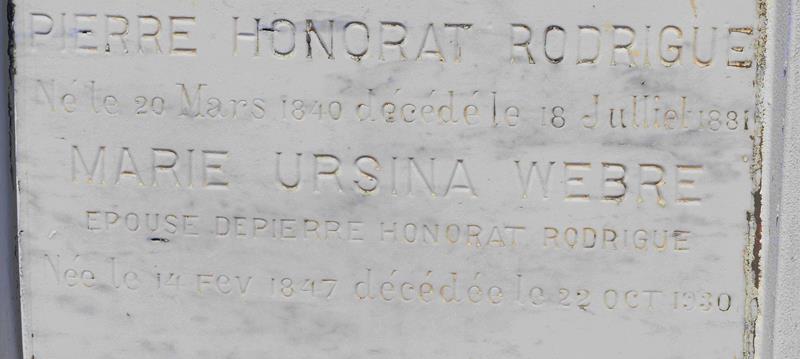 PIERRE HONORAT RODRIGUE
Né le 20 Mars 1840 décédé le 18 Julliet 1881
MARIE URSINA WEBRE
EPOUSE DEPIERRE HONORAT RODRIGUE
Née le 14 FEV 1847 décédée le 22 OCT 1930